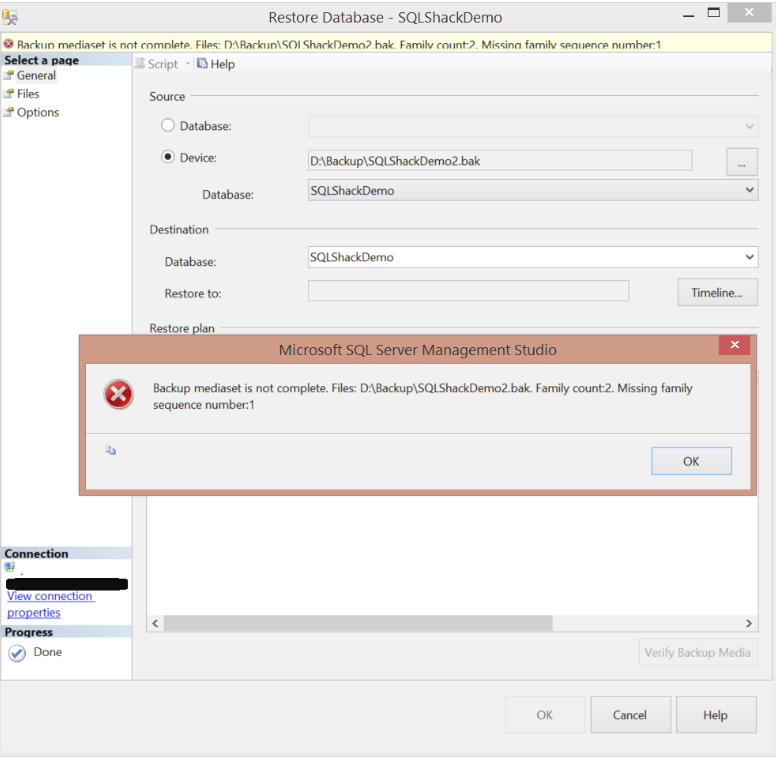 Restore Database - SQLShackDemo
Backup mediaset is not complete. Files: D:\Backup\SQLShackDemo2.bak. Family count:2. Missing family sequence number:1
Select a page
General
Files
Options
Script
Help
Source
Database:
Device:
D:\Backup\SQLShackDemo2.bak
...
Database:
SQLShackDemo
Destination
Database:
SQLShackDemo
Restore to:
Timeline...
Restore plan
Microsoft SQL Server Management Studio
Backup mediaset is not complete. Files: D:\Backup\SQLShackDemo2.bak. Family count:2. Missing family
sequence number:1
OK
Connection
.
View connection
properties
Progress
Done
Verify Backup Media
OK
Cancel
Help